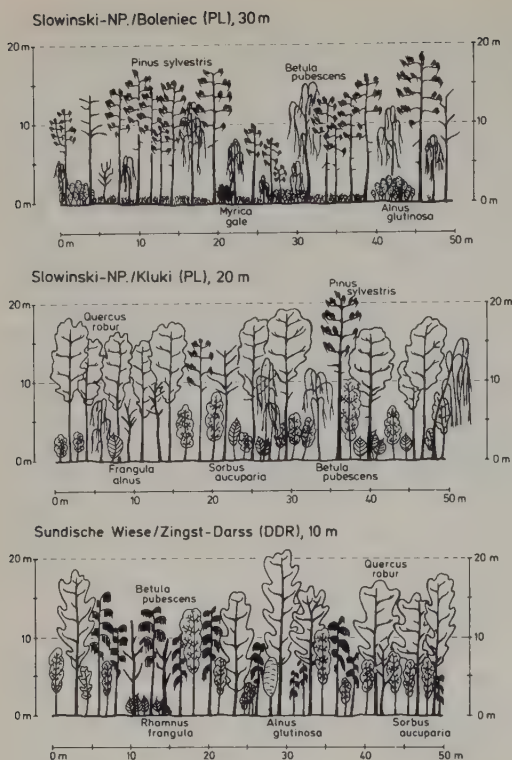 Slowinski-NP./Boleniec (PL), 30 m
20 m 20 m
Pinus sylvestris
Betula
pubescens
10 10
0 m 0 m
Myrica
gale
Alnus
glutinosa
0 m 10 20 30 40 50 m
Slowinski-NP./Kluki (PL), 20 m
Pinus
sylvestris
20 m 20 m
Quercus
robur
10 10
0 m 0 m
Frangula
alnus
Sorbus
aucuparia
Betula
pubescens
0 m 10 20 30 40 50 m
Sundische Wiese/Zingst-Darss (DDR), 10 m
20 m 20 m
Quercus
robur
Betula
pubescens
10 10
0 m 0 m
Rhamnus
frangula
Alnus
glutinosa
Sorbus
aucuparia
0 m 10 20 30 40 50 m